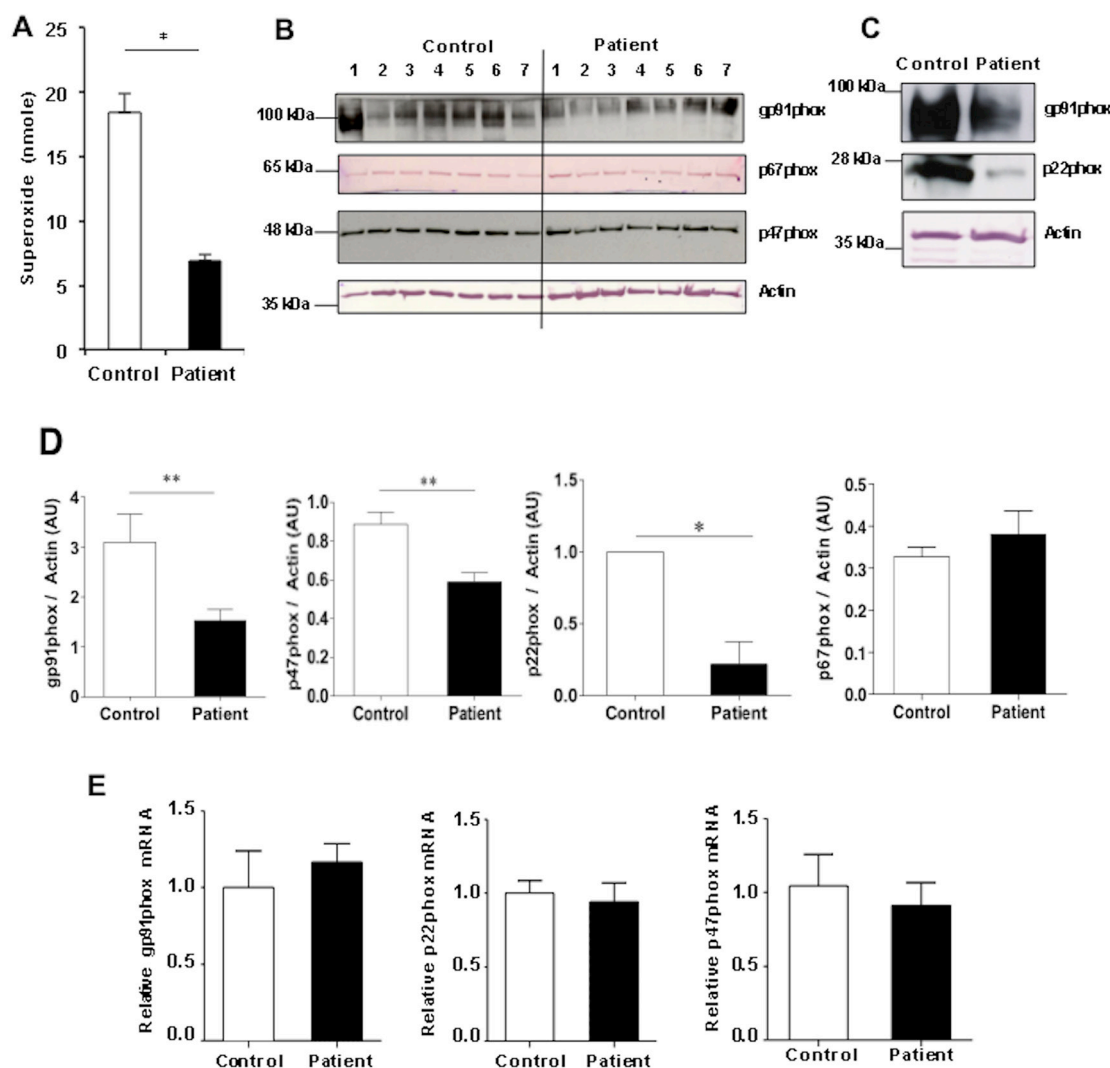 A
Superoxide (nmole)
25
20
15
10
5
0
*
Control Patient
B
Control Patient
1 2 3 4 5 6 7 1 2 3 4 5 6 7
100 kDa gp91phox
65 kDa p67phox
48 kDa p47phox
35 kDa Actin
C
Control Patient
100 kDa gp91phox
28 kDa p22phox
35 kDa Actin
D
gp91phox / Actin (AU)
4
3
2
1
0
**
Control Patient
p47phox / Actin (AU)
1.0
0.8
0.6
0.4
0.2
0.0
**
Control Patient
p22phox / Actin (AU)
1.5
1.0
0.5
0.0
*
Control Patient
p67phox / Actin (AU)
0.5
0.4
0.3
0.2
0.1
0.0
Control Patient
E
Relative gp91phox mRNA
1.5
1.0
0.5
0.0
Control Patient
Relative p22phox mRNA
1.5
1.0
0.5
0.0
Control Patient
Relative p47phox mRNA
1.5
1.0
0.5
0.0
Control Patient